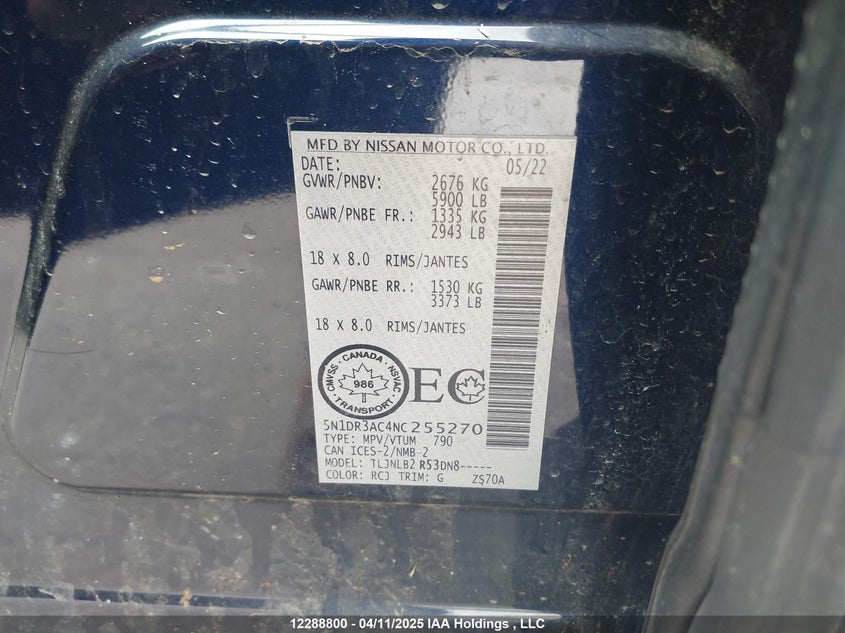 MFD BY NISSAN MOTOR CO., LTD.
DATE: 05/22
GVWR/PNBV: 2676 KG
5900 LB
GAWR/PNBE FR.: 1335 KG
2943 LB
18 X 8.0 RIMS/JANTES
GAWR/PNBE RR.: 1530 KG
3373 LB
18 X 8.0 RIMS/JANTES
CANADA
CMVSS 986 NSVAC
TRANSPORT
EC
5N1DR3AC4NC255270
TYPE: MPV/VTUM 790
CAN ICES-2/NMB-2
MODEL: TLJNLB2 R53DN8-----
COLOR: RCJ TRIM: G ZS70A
12288800 - 04/11/2025 IAA Holdings , LLC